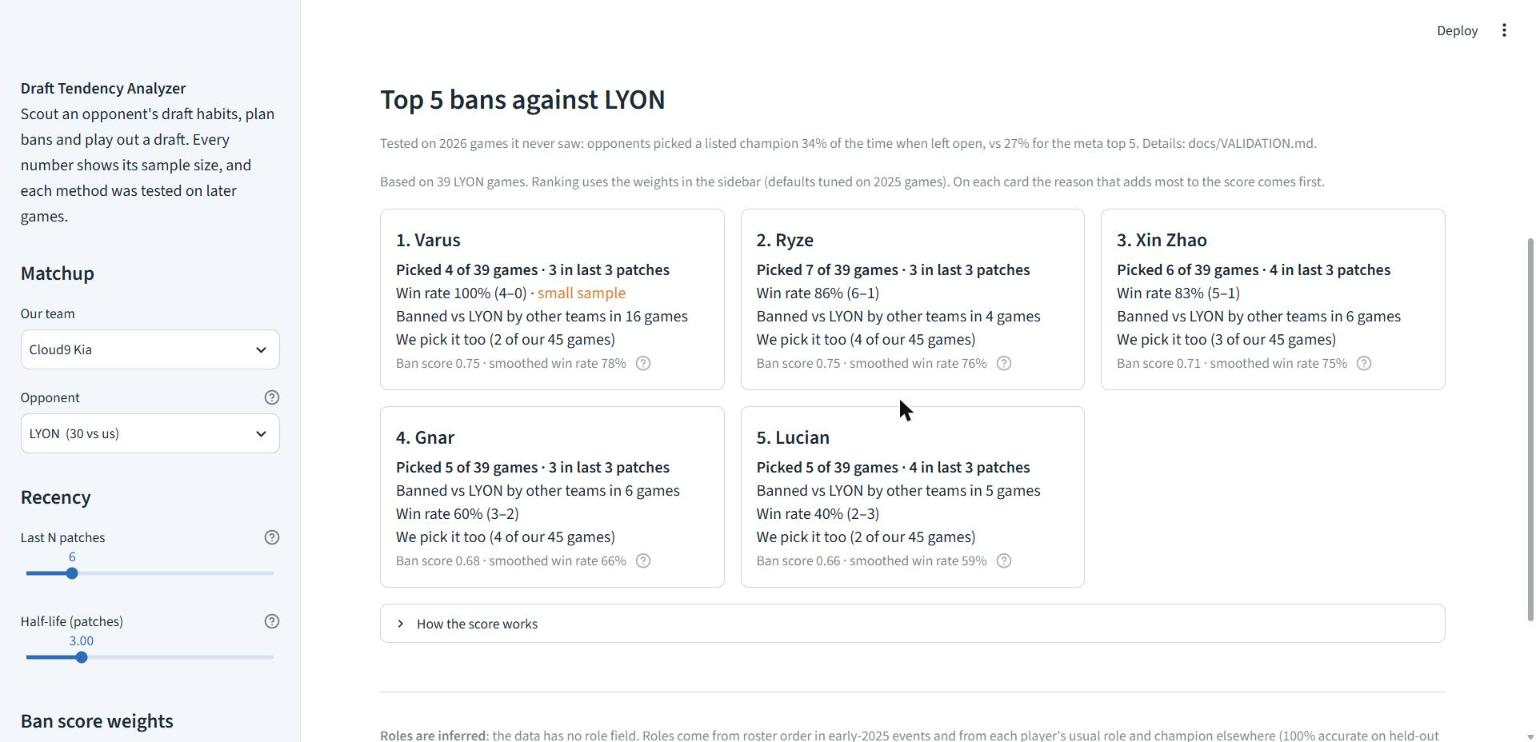 Deploy
Draft Tendency Analyzer
Scout an opponent's draft habits, plan
bans and play out a draft. Every
number shows its sample size, and
each method was tested on later
games.
Matchup
Our team
Cloud9 Kia
Opponent
LYON (30 vs us)
Recency
Last N patches
6
Half-life (patches)
3.00
Ban score weights
Top 5 bans against LYON
Tested on 2026 games it never saw: opponents picked a listed champion 34% of the time when left open, vs 27% for the meta top 5. Details: docs/VALIDATION.md.
Based on 39 LYON games. Ranking uses the weights in the sidebar (defaults tuned on 2025 games). On each card the reason that adds most to the score comes first.
1. Varus
Picked 4 of 39 games · 3 in last 3 patches
Win rate 100% (4–0) · small sample
Banned vs LYON by other teams in 16 games
We pick it too (2 of our 45 games)
Ban score 0.75 · smoothed win rate 78%
2. Ryze
Picked 7 of 39 games · 3 in last 3 patches
Win rate 86% (6–1)
Banned vs LYON by other teams in 4 games
We pick it too (4 of our 45 games)
Ban score 0.75 · smoothed win rate 76%
3. Xin Zhao
Picked 6 of 39 games · 4 in last 3 patches
Win rate 83% (5–1)
Banned vs LYON by other teams in 6 games
We pick it too (3 of our 45 games)
Ban score 0.71 · smoothed win rate 75%
4. Gnar
Picked 5 of 39 games · 3 in last 3 patches
Banned vs LYON by other teams in 6 games
Win rate 60% (3–2)
We pick it too (4 of our 45 games)
Ban score 0.68 · smoothed win rate 66%
5. Lucian
Picked 5 of 39 games · 4 in last 3 patches
Banned vs LYON by other teams in 5 games
Win rate 40% (2–3)
We pick it too (2 of our 45 games)
Ban score 0.66 · smoothed win rate 59%
How the score works
Roles are inferred: the data has no role field. Roles come from roster order in early-2025 events and from each player's usual role and champion elsewhere (100% accurate on held-out